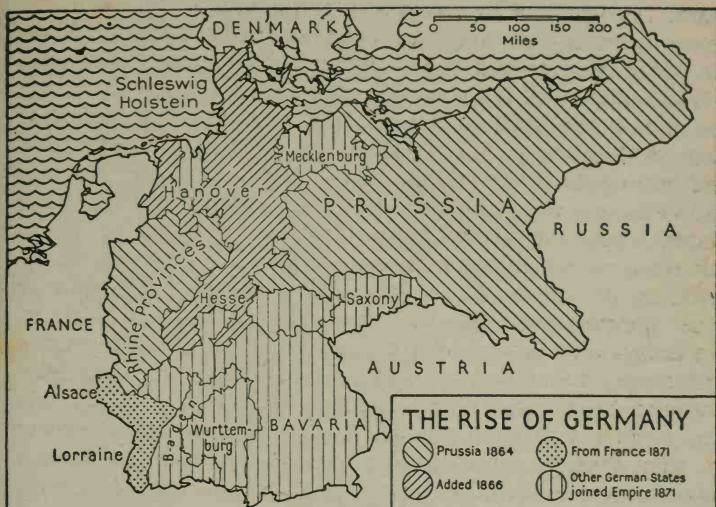 DENMARK
0 50 100 150 200
Miles
Schleswig
Holstein
Mecklenburg
Hanover
PRUSSIA
RUSSIA
Rhine Provinces
Hesse
Saxony
FRANCE
AUSTRIA
Alsace
Lorraine
Baden
Wurttem-
burg
BAVARIA
THE RISE OF GERMANY
Prussia 1864
From France 1871
Added 1866
Other German States
joined Empire 1871